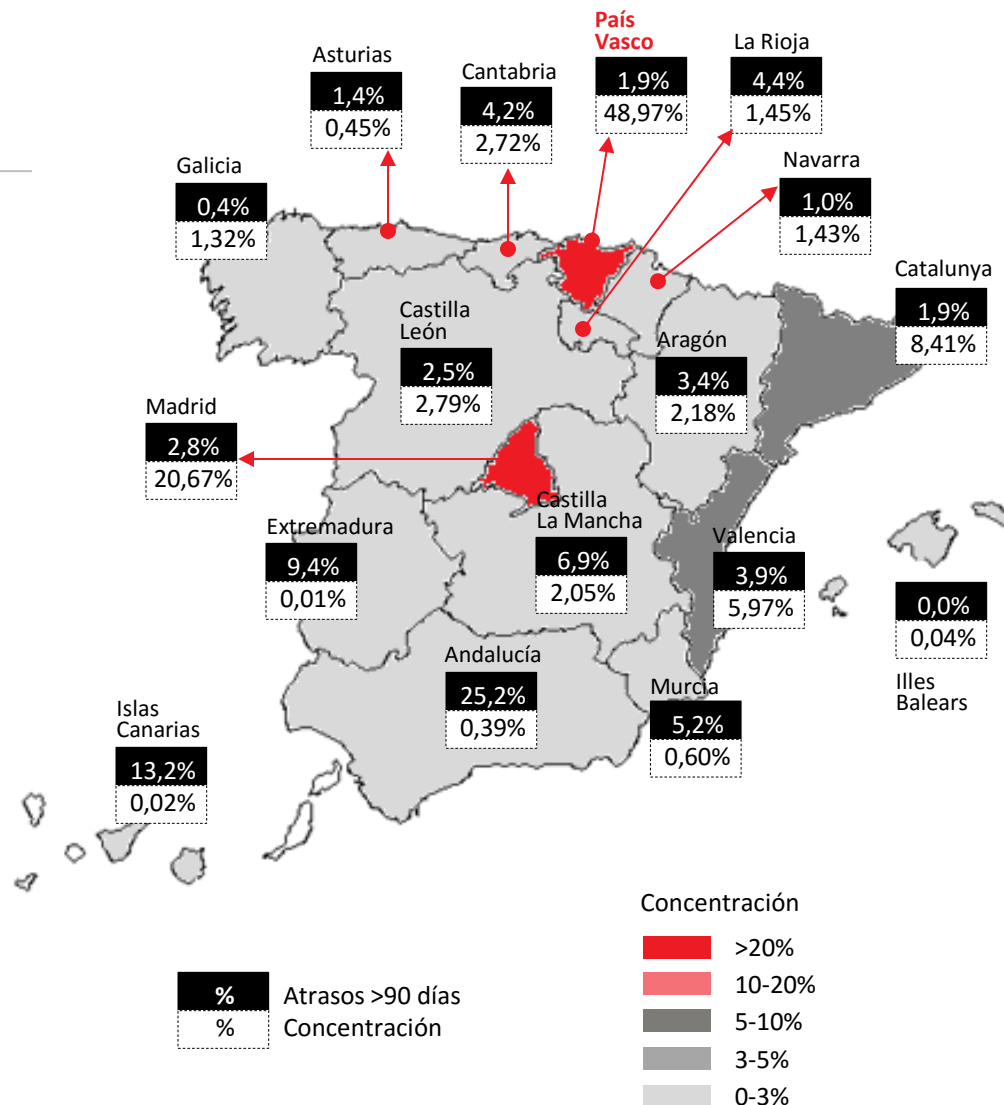 País
Vasco
1,9%
48,97%
La Rioja
4,4%
1,45%
Asturias
1,4%
0,45%
Cantabria
4,2%
2,72%
Navarra
1,0%
1,43%
Galicia
0,4%
1,32%
Catalunya
1,9%
8,41%
Castilla
León
2,5%
2,79%
Aragón
3,4%
2,18%
Madrid
2,8%
20,67%
Extremadura
9,4%
0,01%
Castilla
La Mancha
6,9%
2,05%
Valencia
3,9%
5,97%
0,0%
0,04%
Illes
Balears
Andalucía
25,2%
0,39%
Murcia
5,2%
0,60%
Islas
Canarias
13,2%
0,02%
% Atrasos >90 días
% Concentración
Concentración
>20%
10-20%
5-10%
3-5%
0-3%